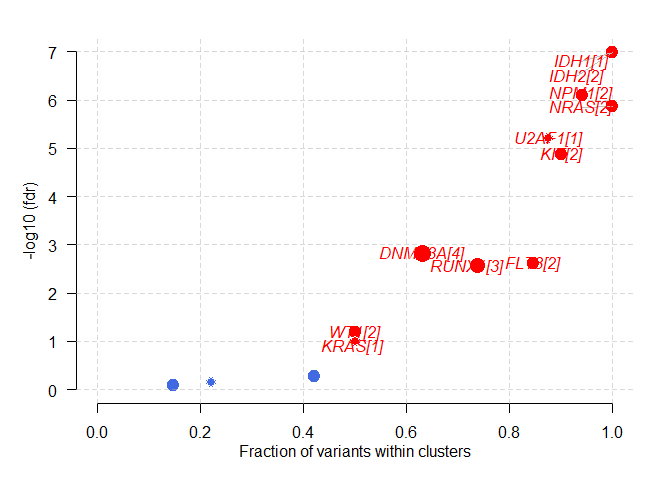 7
6
5
4
3
2
1
0
-log10 (fdr)
IDH1[1]
IDH2[2]
NPM1[2]
NRAS[2]
U2AF1[1]
KIT[2]
DNMT3A[4]
RUNX1[3]
FLT3[2]
WT1[2]
KRAS[1]
0.0 0.2 0.4 0.6 0.8 1.0
Fraction of variants within clusters